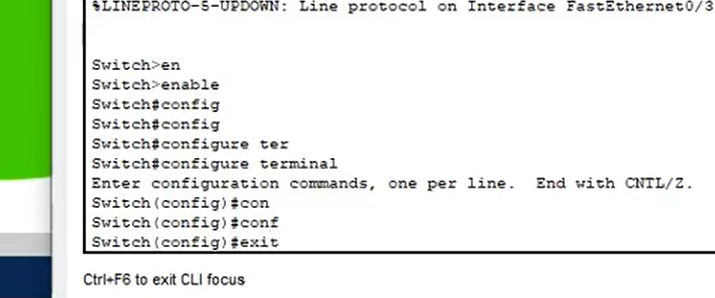 %LINEPROTO-5-UPDOWN: Line protocol on Interface FastEthernet0/3
Switch>en
Switch>enable
Switch#config
Switch#config
Switch#configure ter
Switch#configure terminal
Enter configuration commands, one per line.  End with CNTL/Z.
Switch(config)#con
Switch(config)#conf
Switch(config)#exit
Ctrl+F6 to exit CLI focus